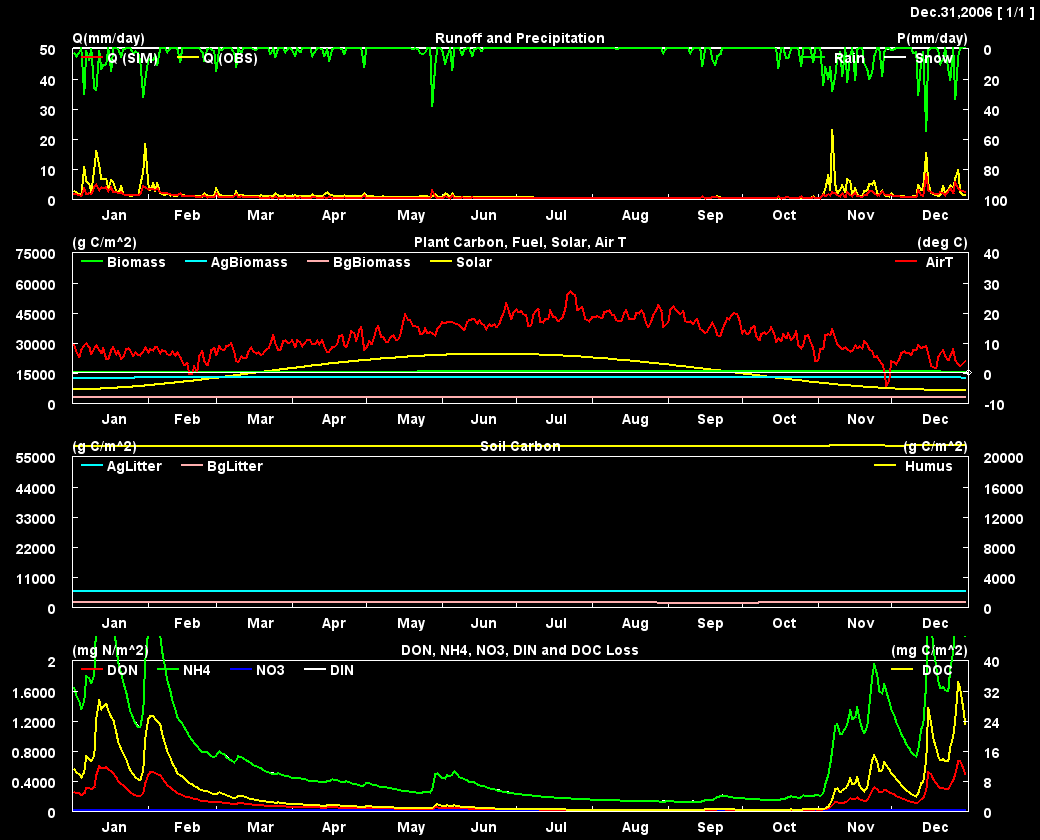 Dec.31,2006 [ 1/1 ]
Q(mm/day) Runoff and Precipitation P(mm/day)
50 Q (SIM) Q (OBS) Rain Snow 0
40 20
30 40
20 60
10 80
0 100
Jan Feb Mar Apr May Jun Jul Aug Sep Oct Nov Dec
(g C/m^2) Plant Carbon, Fuel, Solar, Air T (deg C)
75000 Biomass AgBiomass BgBiomass Solar AirT 40
60000 30
45000 20
30000 10
15000 0
0 -10
Jan Feb Mar Apr May Jun Jul Aug Sep Oct Nov Dec
(g C/m^2) Soil Carbon (g C/m^2)
55000 AgLitter BgLitter Humus 20000
44000 16000
33000 12000
22000 8000
11000 4000
0 0
Jan Feb Mar Apr May Jun Jul Aug Sep Oct Nov Dec
(mg N/m^2) DON, NH4, NO3, DIN and DOC Loss (mg C/m^2)
2 DON NH4 NO3 DIN DOC 40
1.6000 32
1.2000 24
0.8000 16
0.4000 8
0 0
Jan Feb Mar Apr May Jun Jul Aug Sep Oct Nov Dec